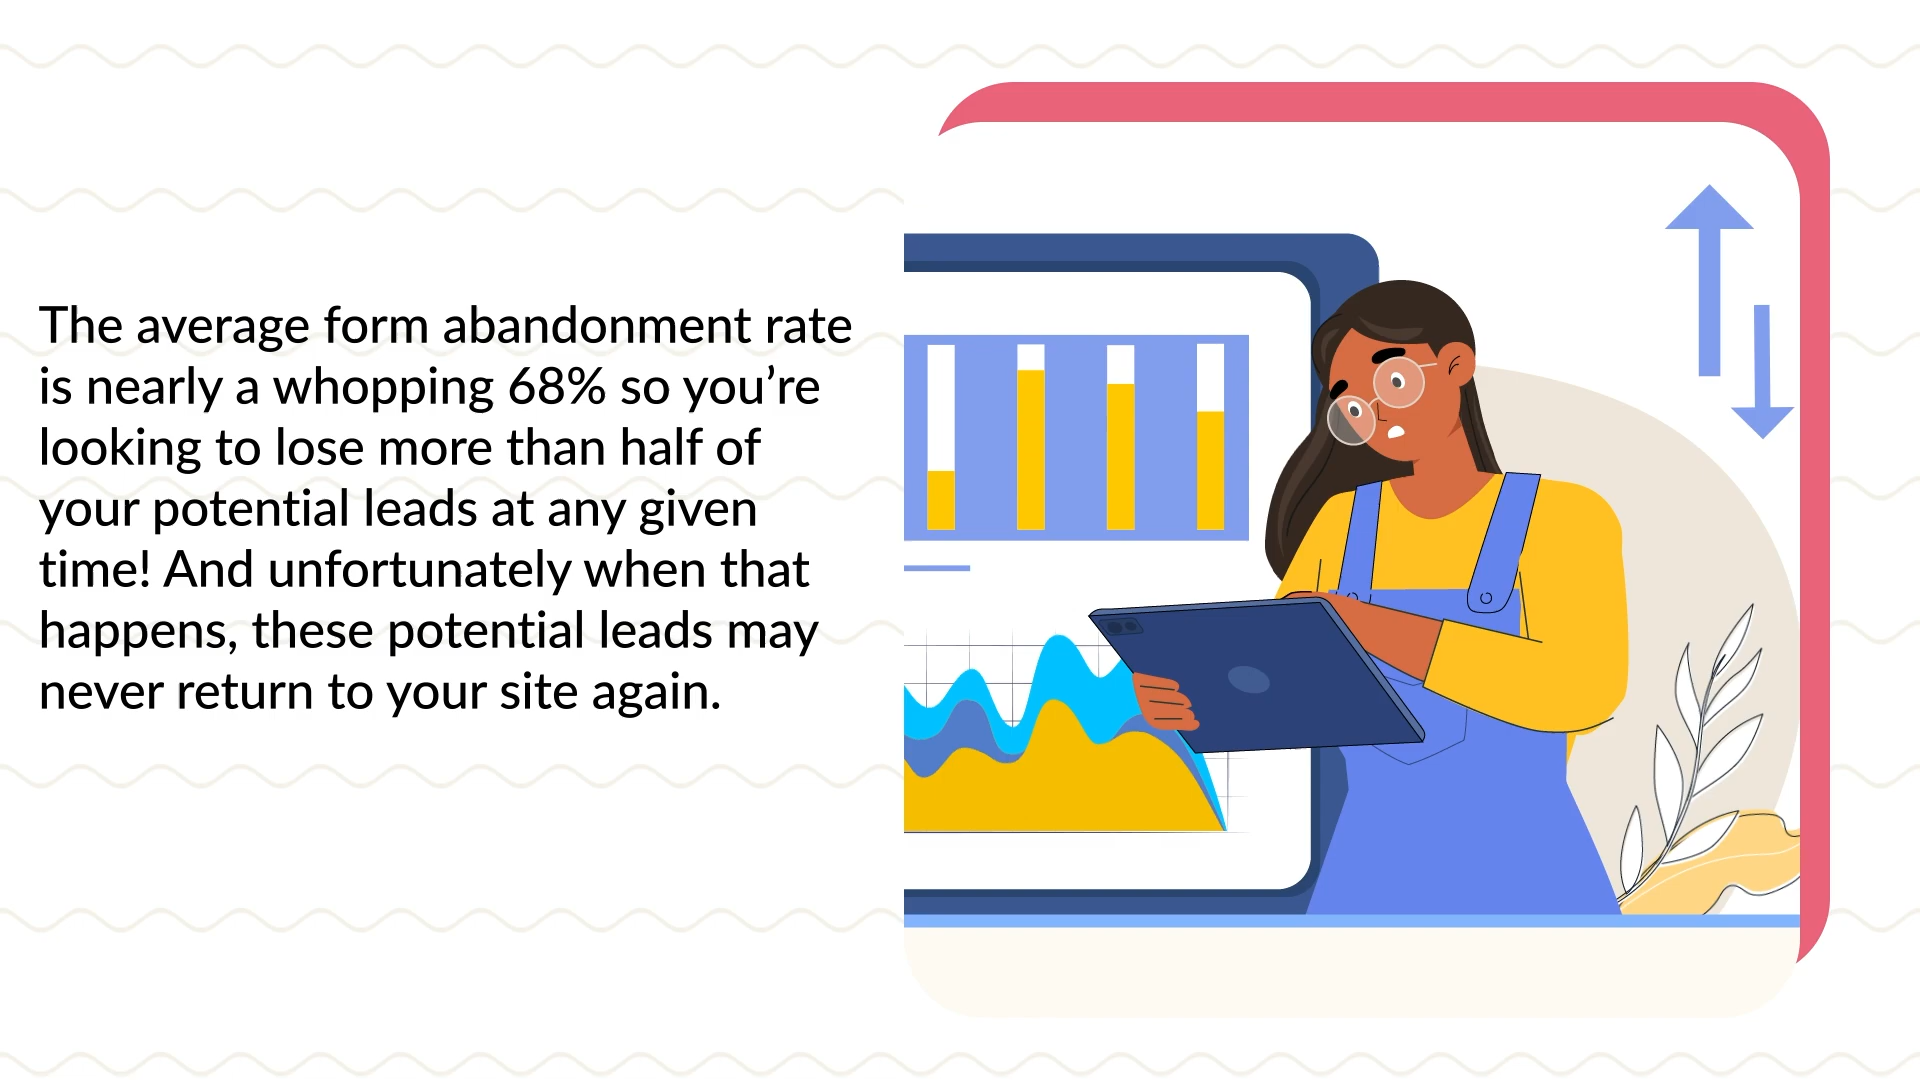 The average form abandonment rate
is nearly a whopping 68% so you’re
looking to lose more than half of
your potential leads at any given
time! And unfortunately when that
happens, these potential leads may
never return to your site again.